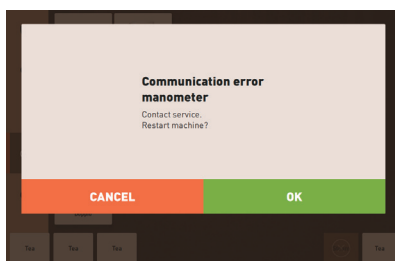 Communication error
manometer
Contact service.
Restart machine?
CANCEL
OK
Tea
Tea
Tea
Tea